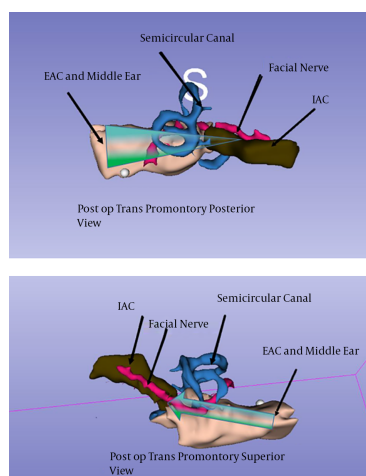 Semicircular Canal
S
Facial Nerve
EAC and Middle Ear
IAC
Post op Trans Promontory Posterior
View
Semicircular Canal
IAC
Facial Nerve
EAC and Middle Ear
Post op Trans Promontory Superior
View